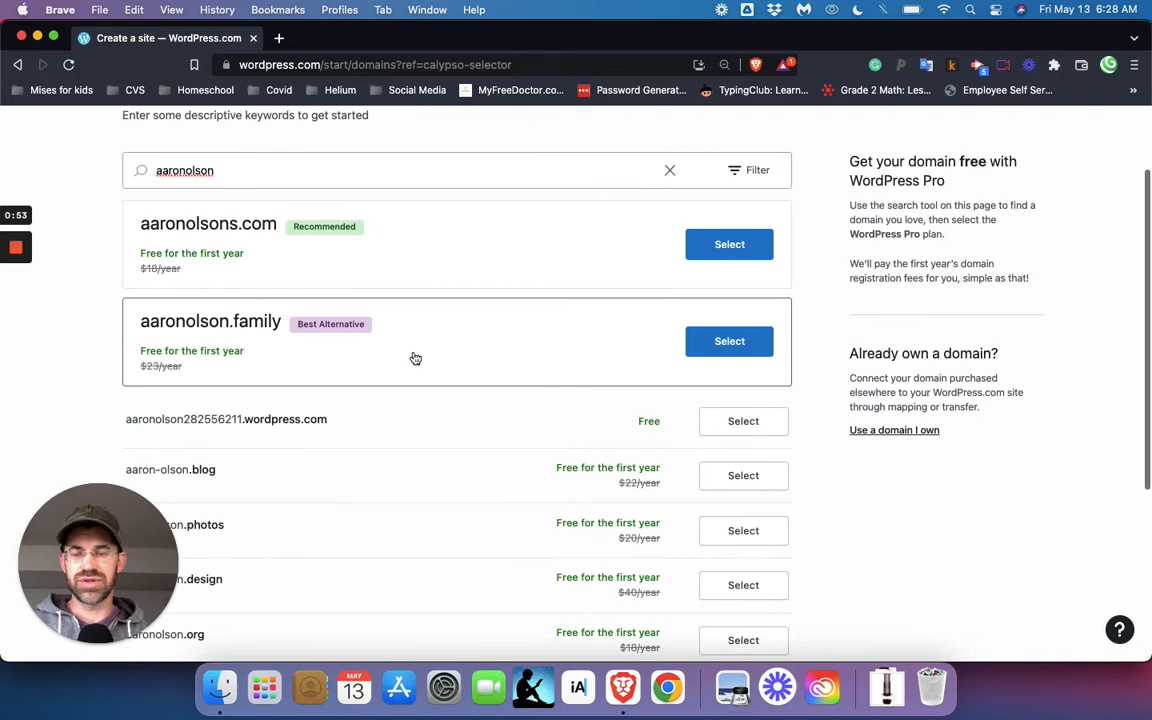 Brave File Edit View History Bookmarks Profiles Tab Window Help
Fri May 13 6:28 AM
Create a site — WordPress.com
wordpress.com/start/domains?ref=calypso-selector
1
5
Mises for kids CVS Homeschool Covid Helium Social Media MyFreeDoctor.co... Password Generat... TypingClub: Learn... Grade 2 Math: Les... Employee Self Ser... »
Enter some descriptive keywords to get started
aaronolson
Filter
aaronolsons.com Recommended
Free for the first year
$18/year
Select
aaronolson.family Best Alternative
Free for the first year
$23/year
Select
aaronolson282556211.wordpress.com Free Select
aaron-olson.blog Free for the first year
$22/year
Select
.photos Free for the first year
$20/year
Select
.design Free for the first year
$40/year
Select
.org Free for the first year
$18/year
Select
Get your domain free with
WordPress Pro
Use the search tool on this page to find a
domain you love, then select the
WordPress Pro plan.
We'll pay the first year's domain
registration fees for you, simple as that!
Already own a domain?
Connect your domain purchased
elsewhere to your WordPress.com site
through mapping or transfer.
Use a domain I own
?
0:53
MAY
13
iA